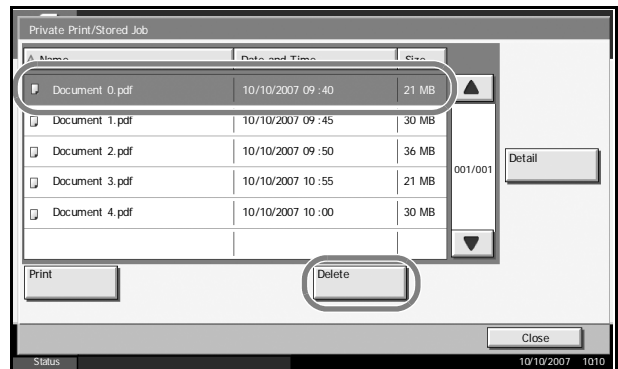 Private Print/Stored Job
Name Date and Time Size
Document 0.pdf 10/10/2007 09 :40 21 MB
Document 1.pdf 10/10/2007 09 :45 30 MB
Document 2.pdf 10/10/2007 09 :50 36 MB
Document 3.pdf 10/10/2007 10 :55 21 MB
Document 4.pdf 10/10/2007 10 :00 30 MB
001/001
Detail
Print Delete
Close
Status 10/10/2007 1010